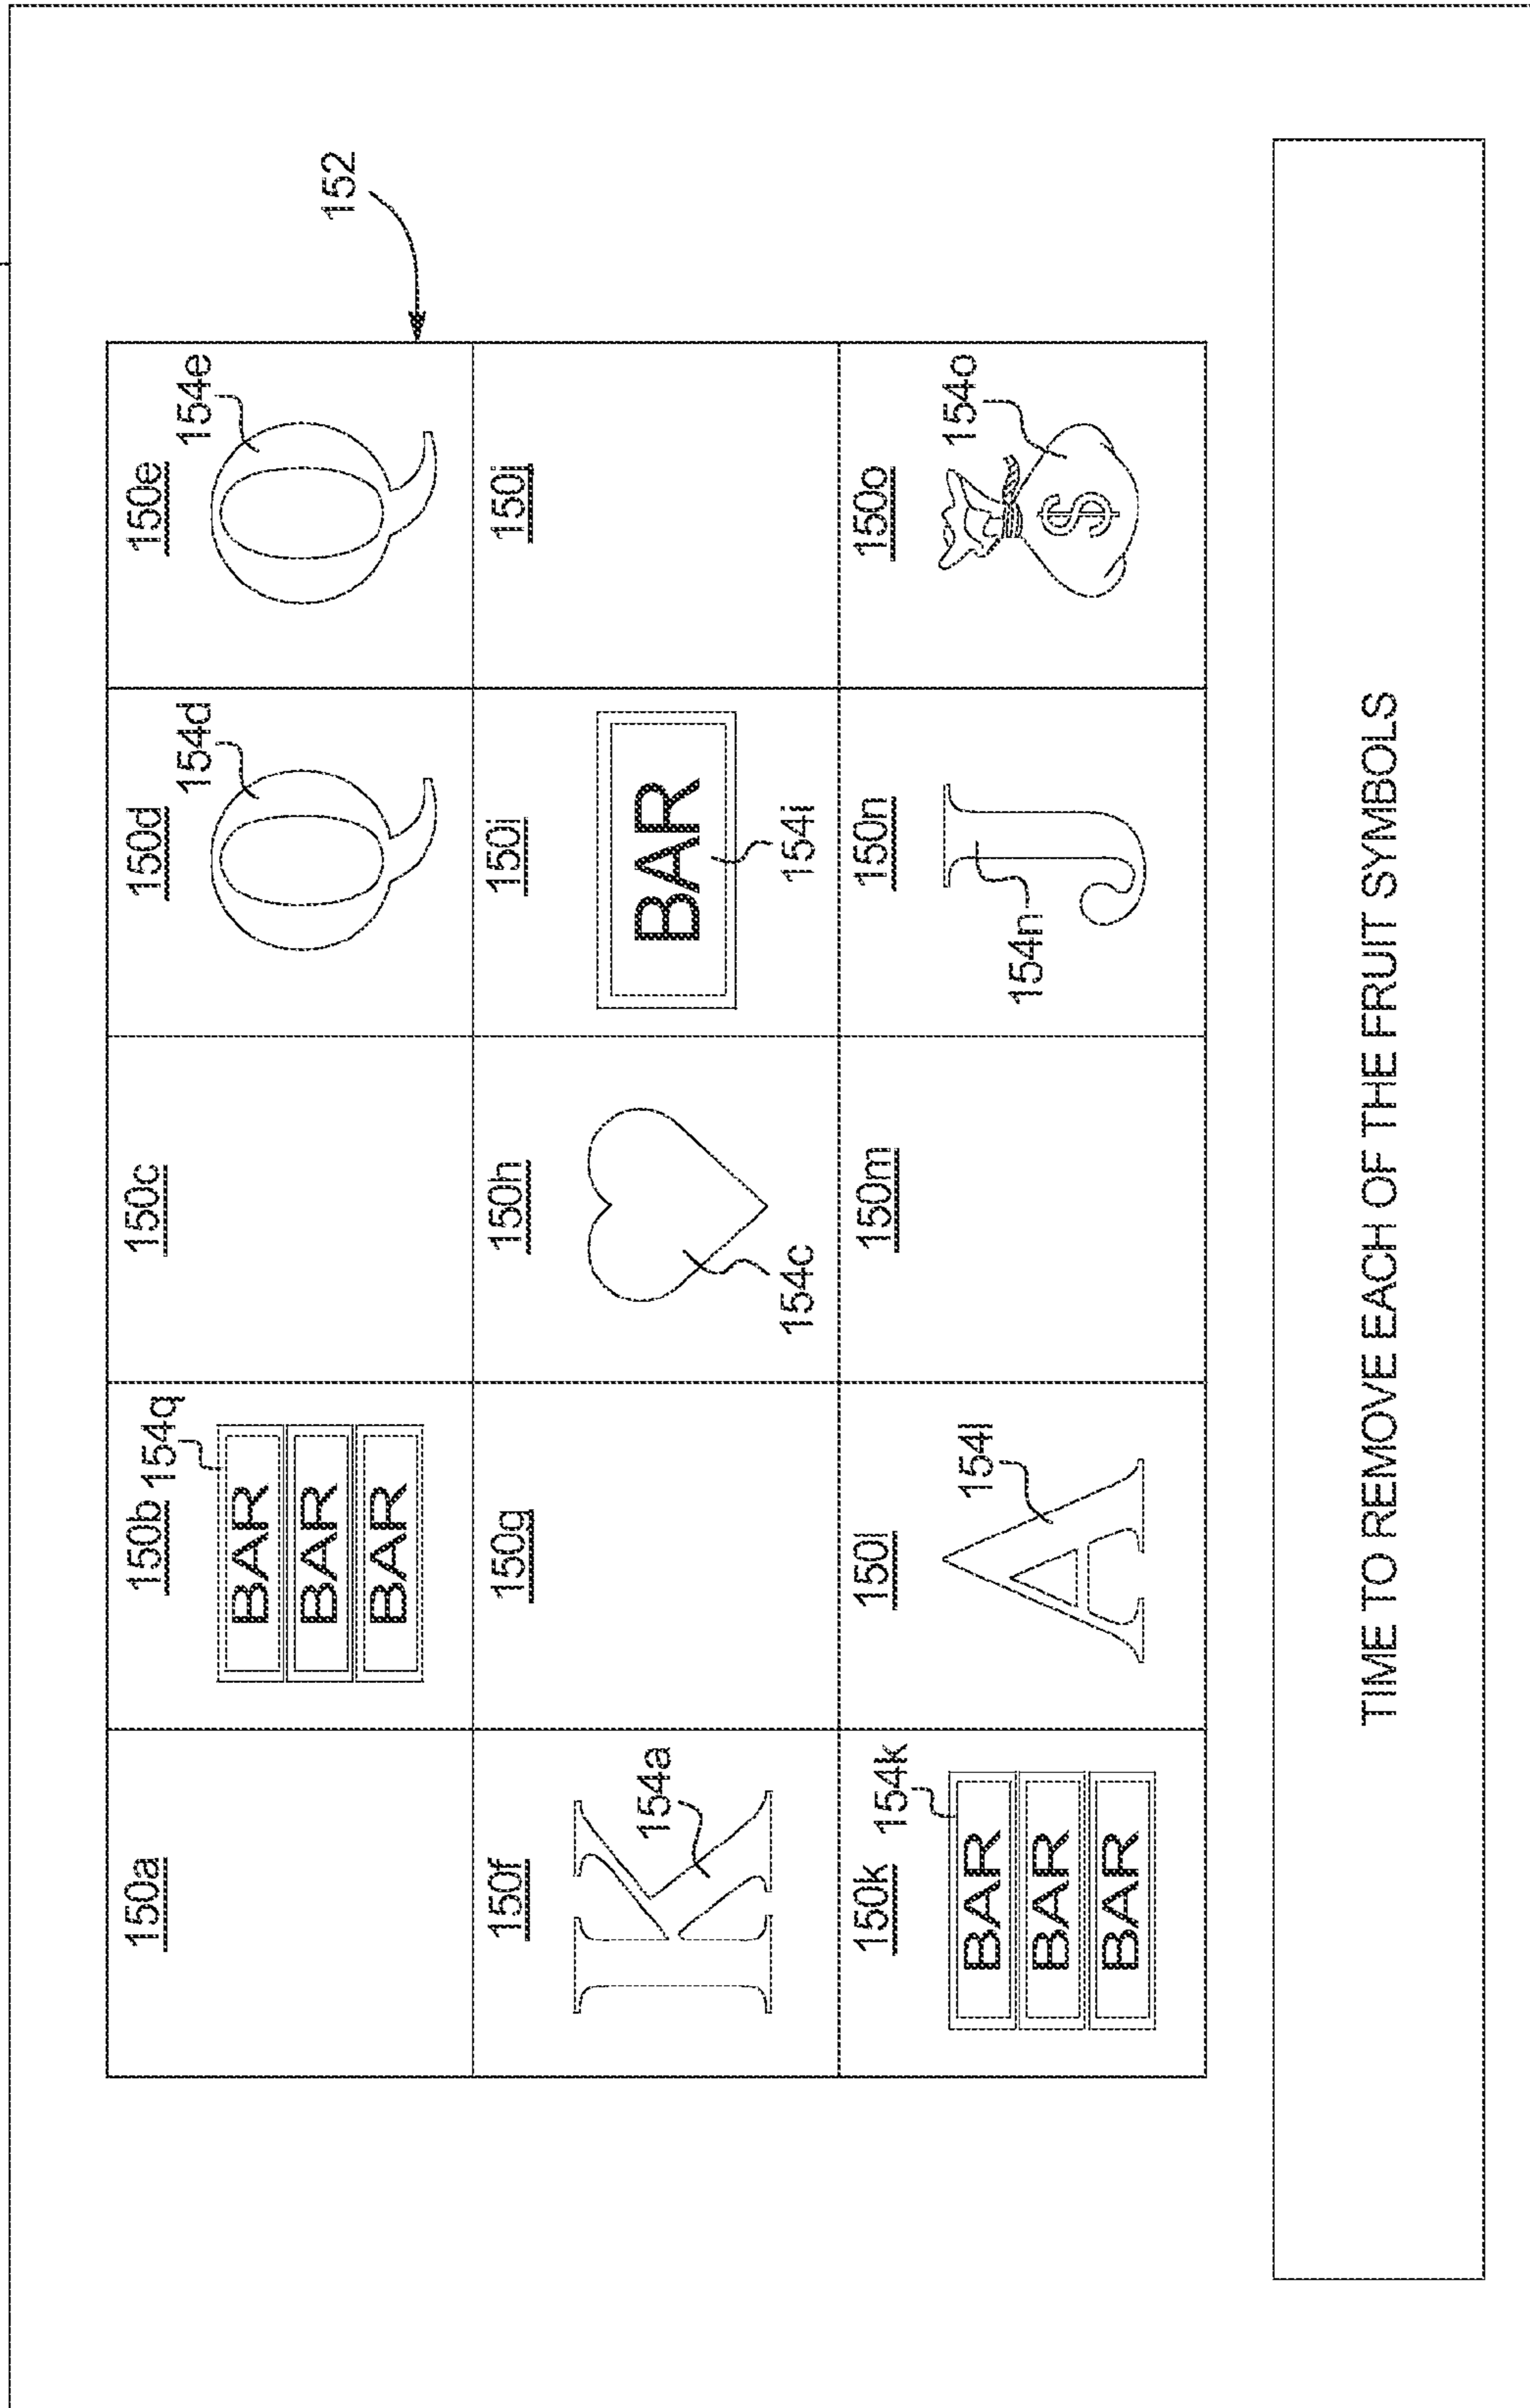 152
150a
150b 154q
BAR
BAR
BAR
150c
150d
154d
Q
150e
154e
Q
150f
154a
K
150g
150h
154c
150i
BAR
154i
150j
150k 154k
BAR
BAR
BAR
150l
154l
A
150m
150n
154n
J
150o
154o
$
TIME TO REMOVE EACH OF THE FRUIT SYMBOLS